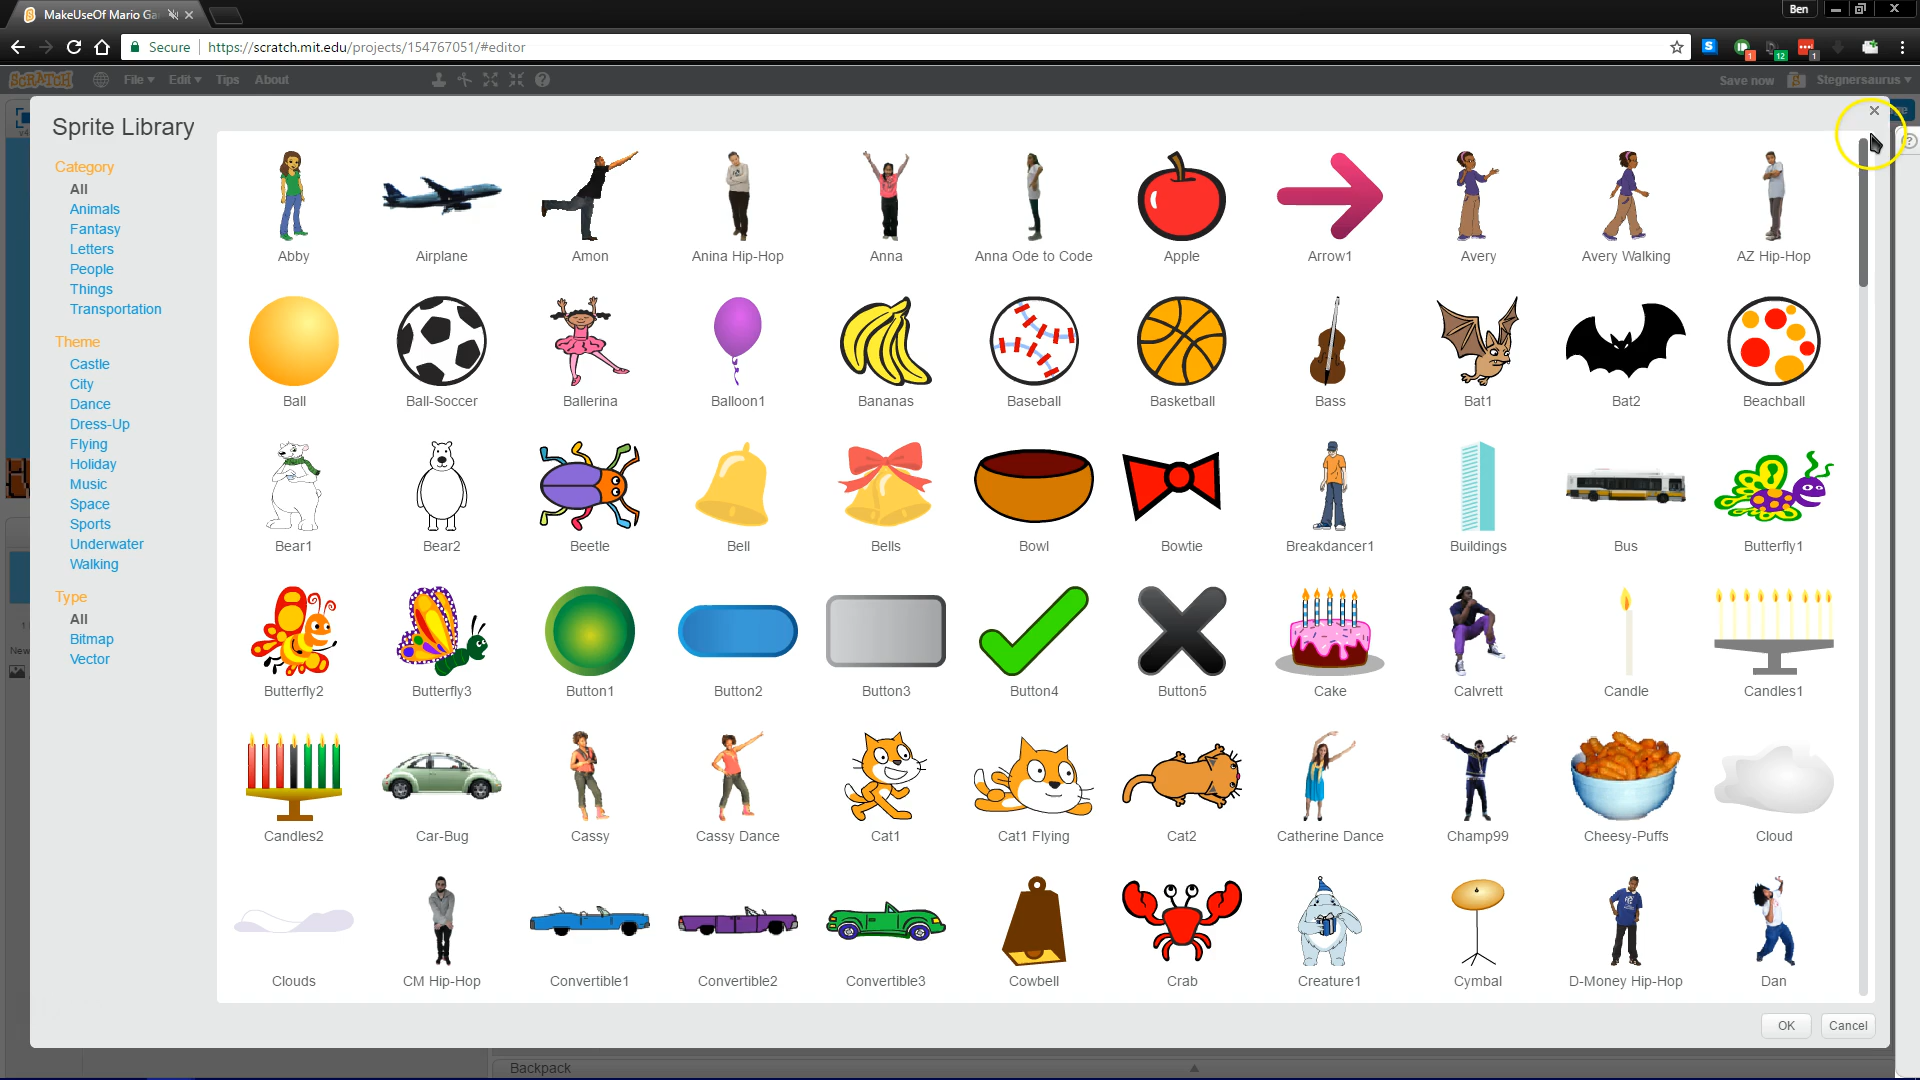 MakeUseOf Mario Ga
Ben
Secure
https://scratch.mit.edu/projects/154767051/#editor
SCRATCH File Edit Tips About
Save now
Stegnersaurus
Sprite Library
Category
All
Animals
Fantasy
Letters
People
Things
Transportation
Theme
Castle
City
Dance
Dress-Up
Flying
Holiday
Music
Space
Sports
Underwater
Walking
Type
All
Bitmap
Vector
Abby Airplane Amon Anina Hip-Hop Anna Anna Ode to Code Apple Arrow1 Avery Avery Walking AZ Hip-Hop
Ball Ball-Soccer Ballerina Balloon1 Bananas Baseball Basketball Bass Bat1 Bat2 Beachball
Bear1 Bear2 Beetle Bell Bells Bowl Bowtie Breakdancer1 Buildings Bus Butterfly1
Butterfly2 Butterfly3 Button1 Button2 Button3 Button4 Button5 Cake Calvrett Candle Candles1
Candles2 Car-Bug Cassy Cassy Dance Cat1 Cat1 Flying Cat2 Catherine Dance Champ99 Cheesy-Puffs Cloud
Clouds CM Hip-Hop Convertible1 Convertible2 Convertible3 Cowbell Crab Creature1 Cymbal D-Money Hip-Hop Dan
OK Cancel
New
Backpack